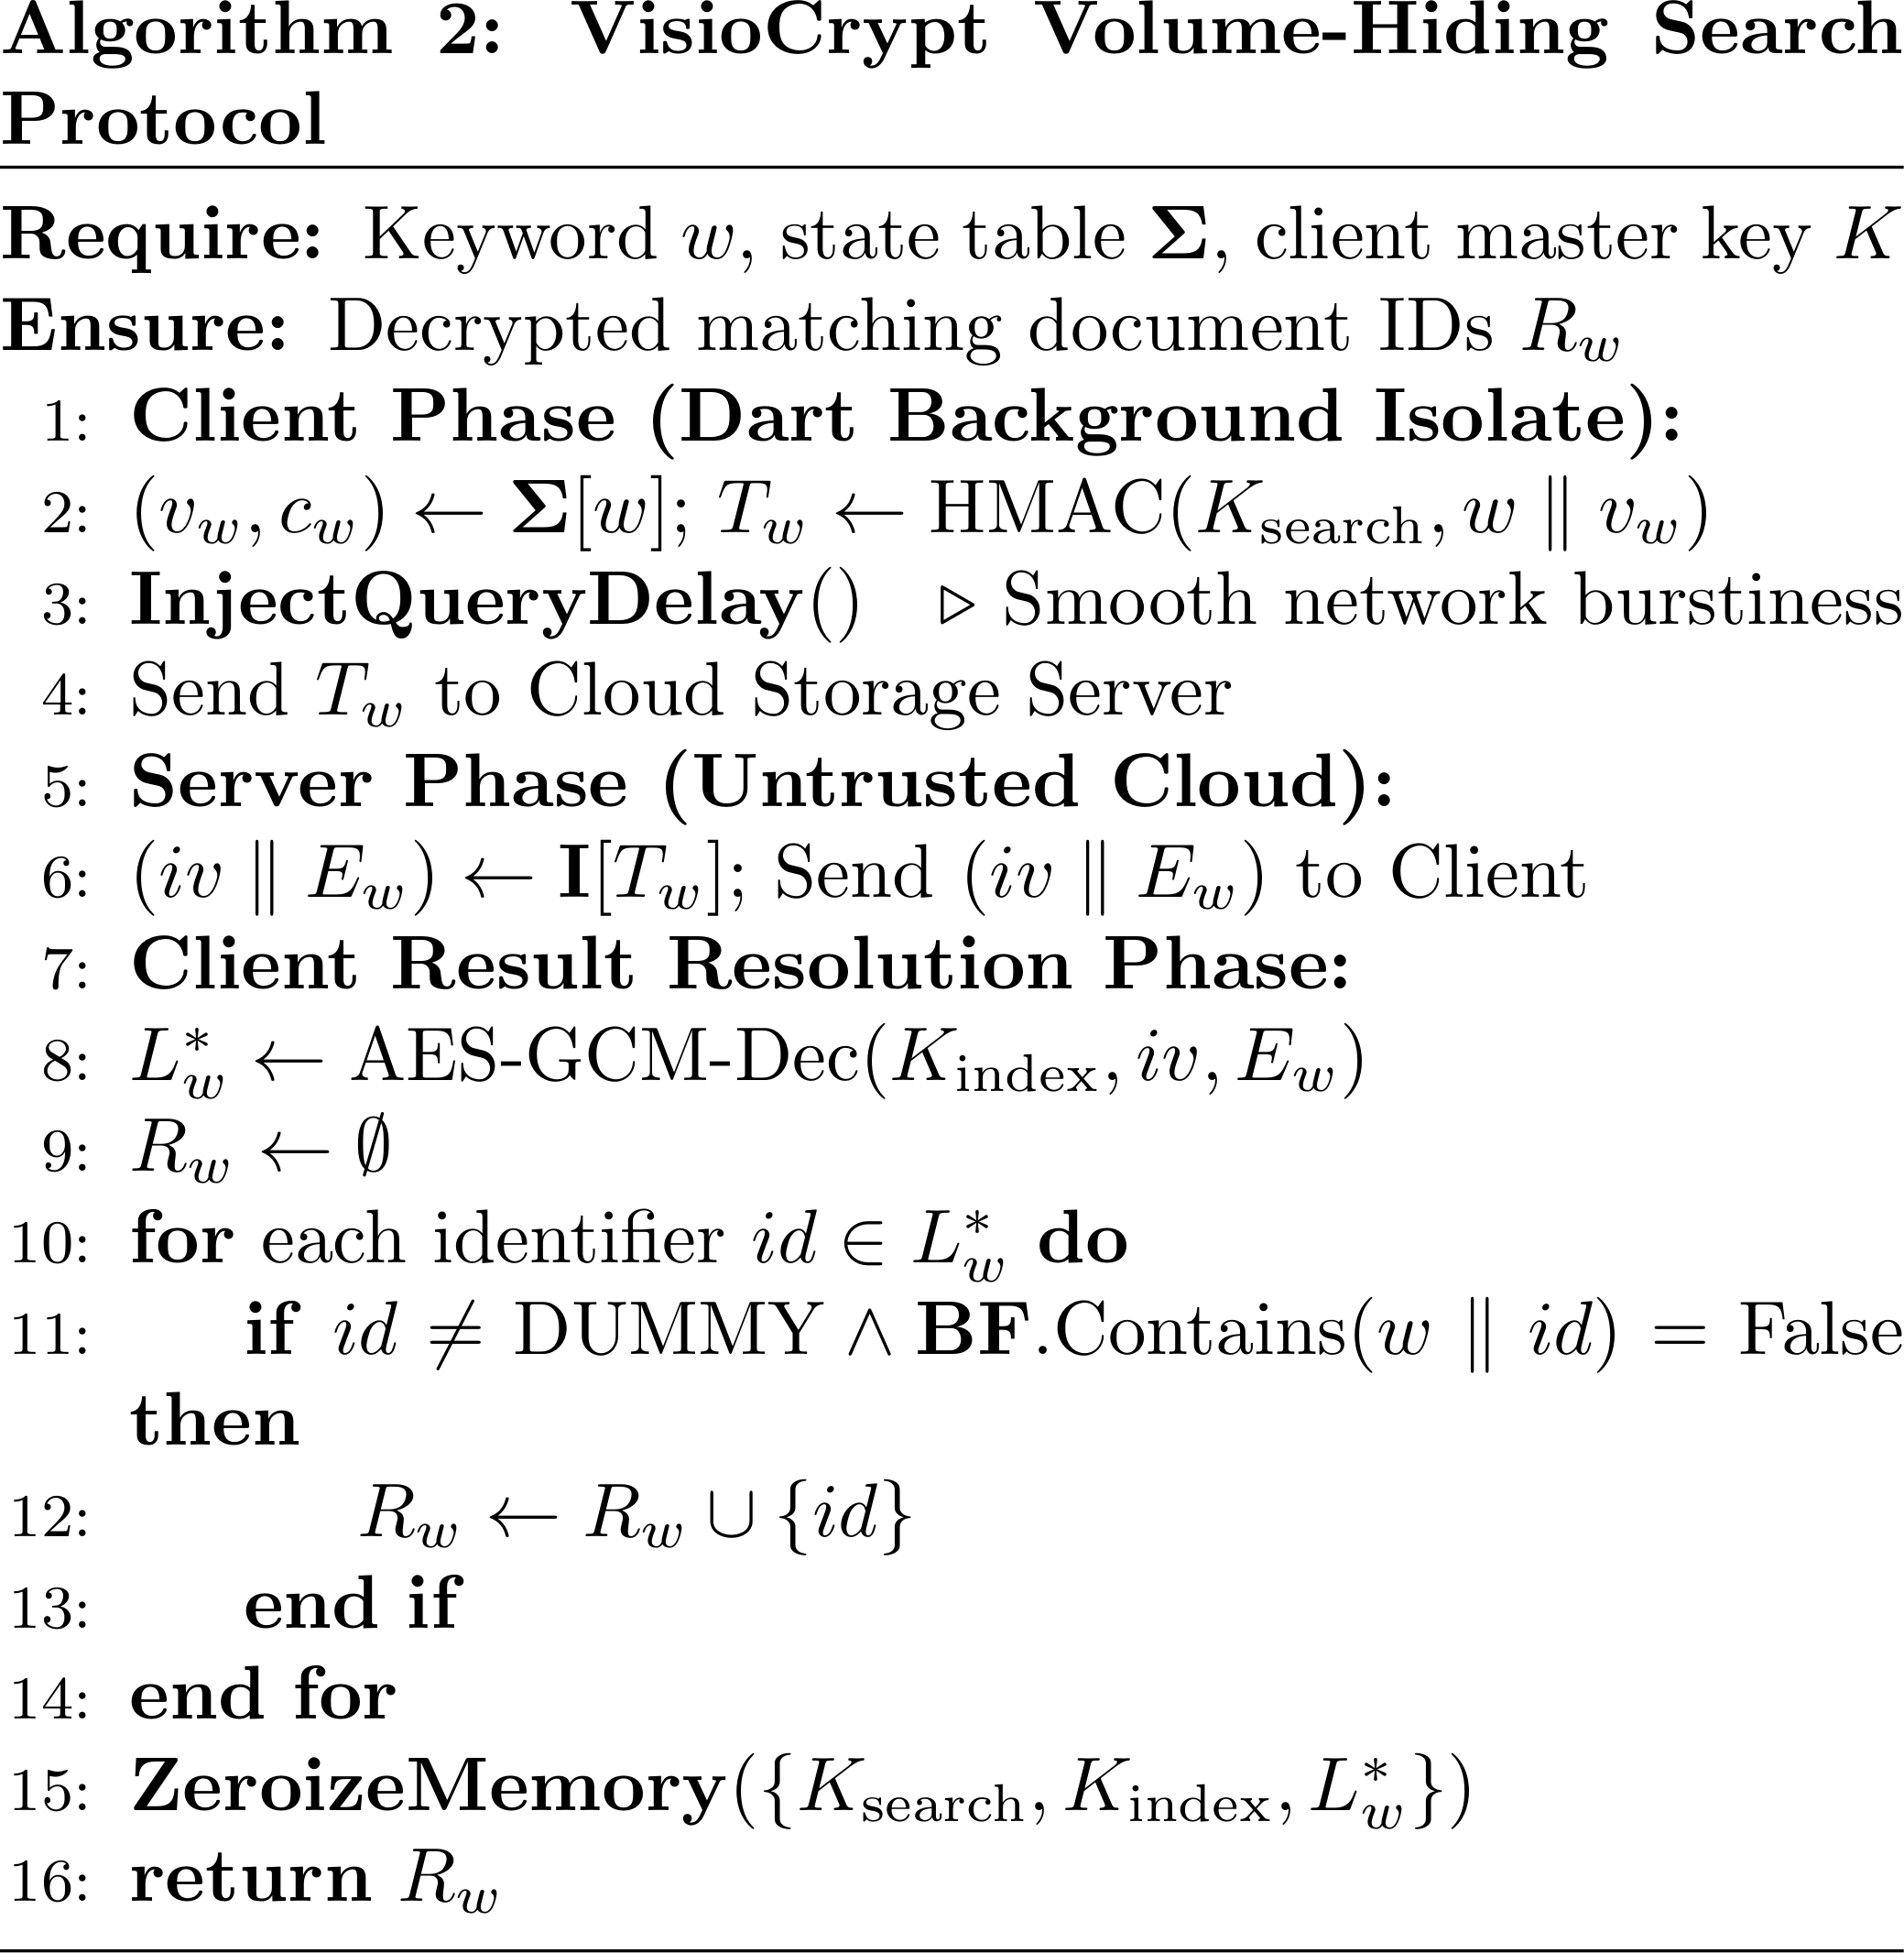 Algorithm 2: VisioCrypt Volume-Hiding Search
Protocol
Require: Keyword w, state table Σ, client master key K
Ensure: Decrypted matching document IDs R_w
1: Client Phase (Dart Background Isolate):
2: (v_w, c_w) ← Σ[w]; T_w ← HMAC(K_search, w ∥ v_w)
3: InjectQueryDelay() ▷ Smooth network burstiness
4: Send T_w to Cloud Storage Server
5: Server Phase (Untrusted Cloud):
6: (iv ∥ E_w) ← I[T_w]; Send (iv ∥ E_w) to Client
7: Client Result Resolution Phase:
8: L*_w ← AES-GCM-Dec(K_index, iv, E_w)
9: R_w ← ∅
10: for each identifier id ∈ L*_w do
11: if id ≠ DUMMY ∧ BF.Contains(w ∥ id) = False
then
12: R_w ← R_w ∪ {id}
13: end if
14: end for
15: ZeroizeMemory({K_search, K_index, L*_w})
16: return R_w